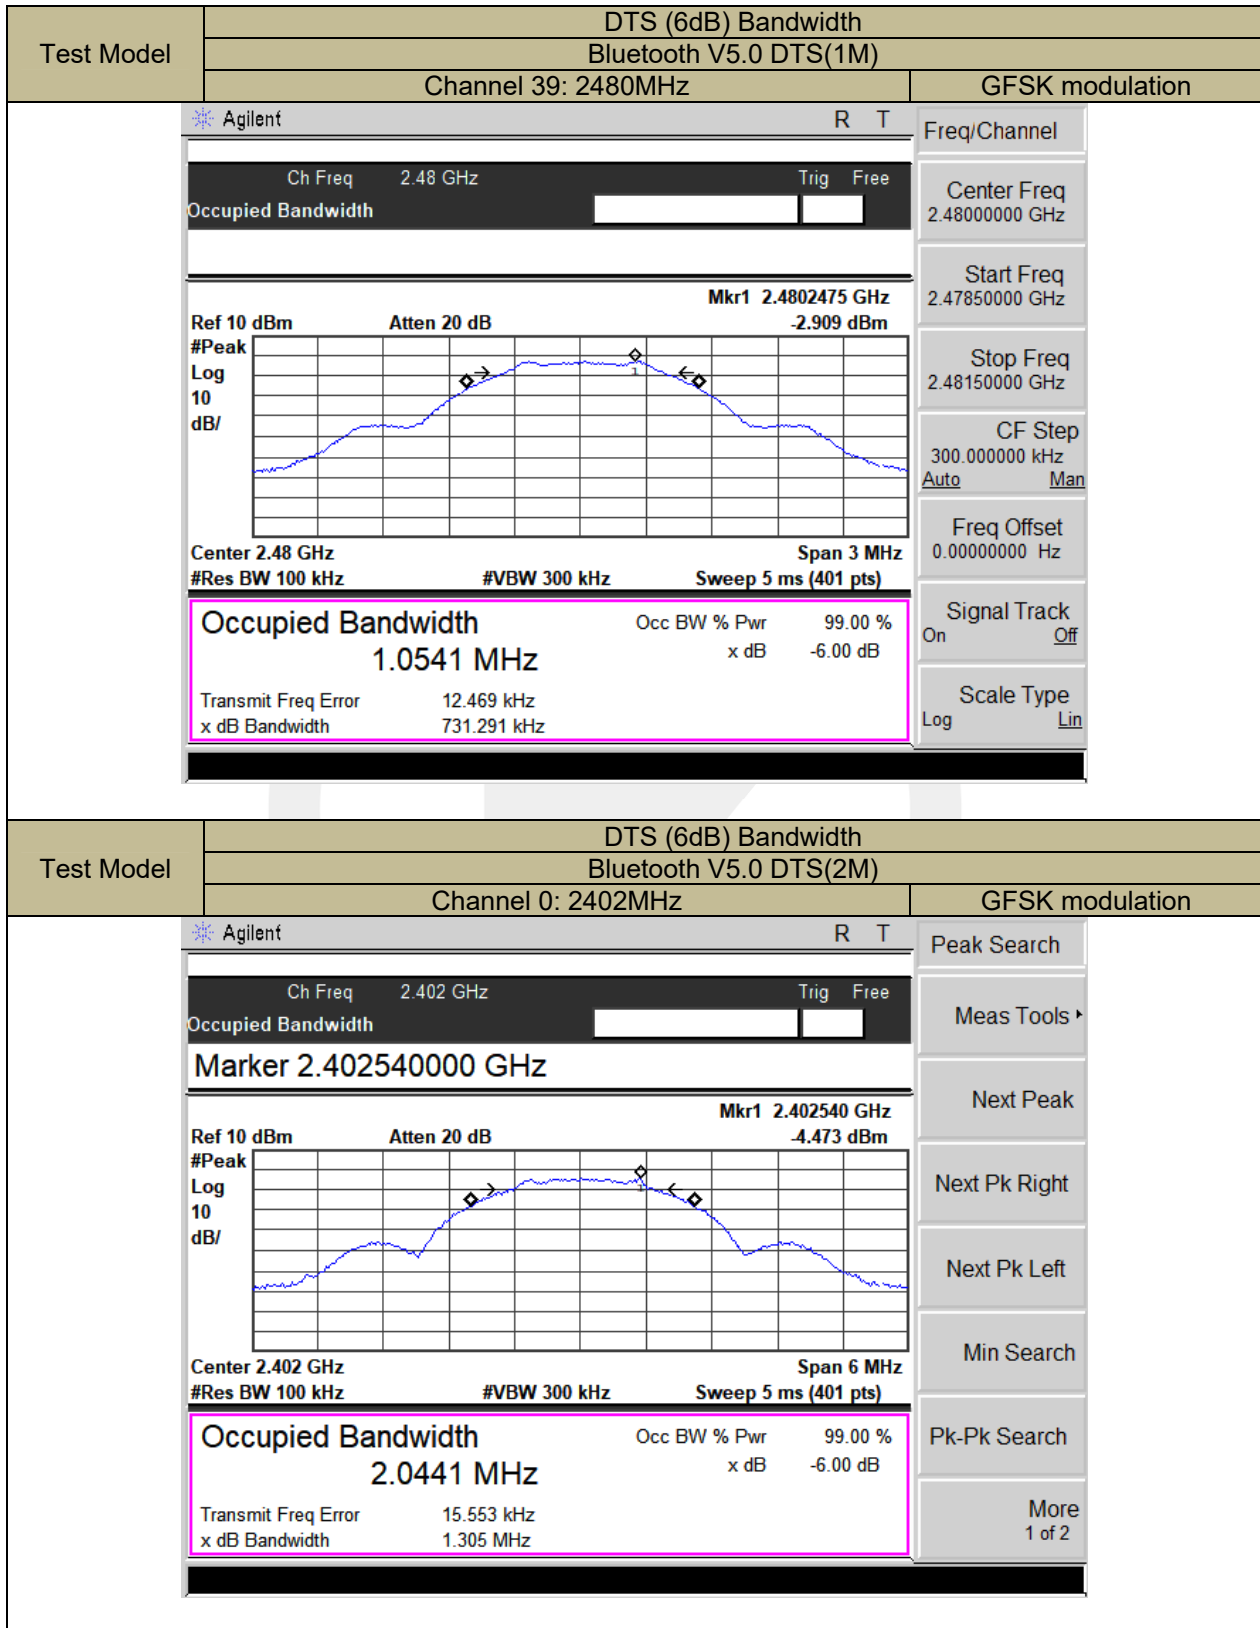 Test Model
DTS (6dB) Bandwidth
Bluetooth V5.0 DTS(1M)
Channel 39: 2480MHz GFSK modulation
Agilent R T
Freq/Channel
Ch Freq 2.48 GHz Trig Free
Occupied Bandwidth
Center Freq
2.48000000 GHz
Start Freq
2.47850000 GHz
Mkr1 2.4802475 GHz
Ref 10 dBm Atten 20 dB -2.909 dBm
#Peak
Log
10
dB/
1
Stop Freq
2.48150000 GHz
CF Step
300.000000 kHz
Auto Man
Freq Offset
0.00000000 Hz
Center 2.48 GHz Span 3 MHz
#Res BW 100 kHz #VBW 300 kHz Sweep 5 ms (401 pts)
Occupied Bandwidth Occ BW % Pwr 99.00 %
1.0541 MHz x dB -6.00 dB
Transmit Freq Error 12.469 kHz
x dB Bandwidth 731.291 kHz
Signal Track
On Off
Scale Type
Log Lin
Test Model
DTS (6dB) Bandwidth
Bluetooth V5.0 DTS(2M)
Channel 0: 2402MHz GFSK modulation
Agilent R T
Peak Search
Ch Freq 2.402 GHz Trig Free
Occupied Bandwidth
Marker 2.402540000 GHz
Meas Tools
Next Peak
Mkr1 2.402540 GHz
Ref 10 dBm Atten 20 dB -4.473 dBm
#Peak
Log
10
dB/
1
Next Pk Right
Next Pk Left
Min Search
Center 2.402 GHz Span 6 MHz
#Res BW 100 kHz #VBW 300 kHz Sweep 5 ms (401 pts)
Occupied Bandwidth Occ BW % Pwr 99.00 %
2.0441 MHz x dB -6.00 dB
Transmit Freq Error 15.553 kHz
x dB Bandwidth 1.305 MHz
Pk-Pk Search
More
1 of 2